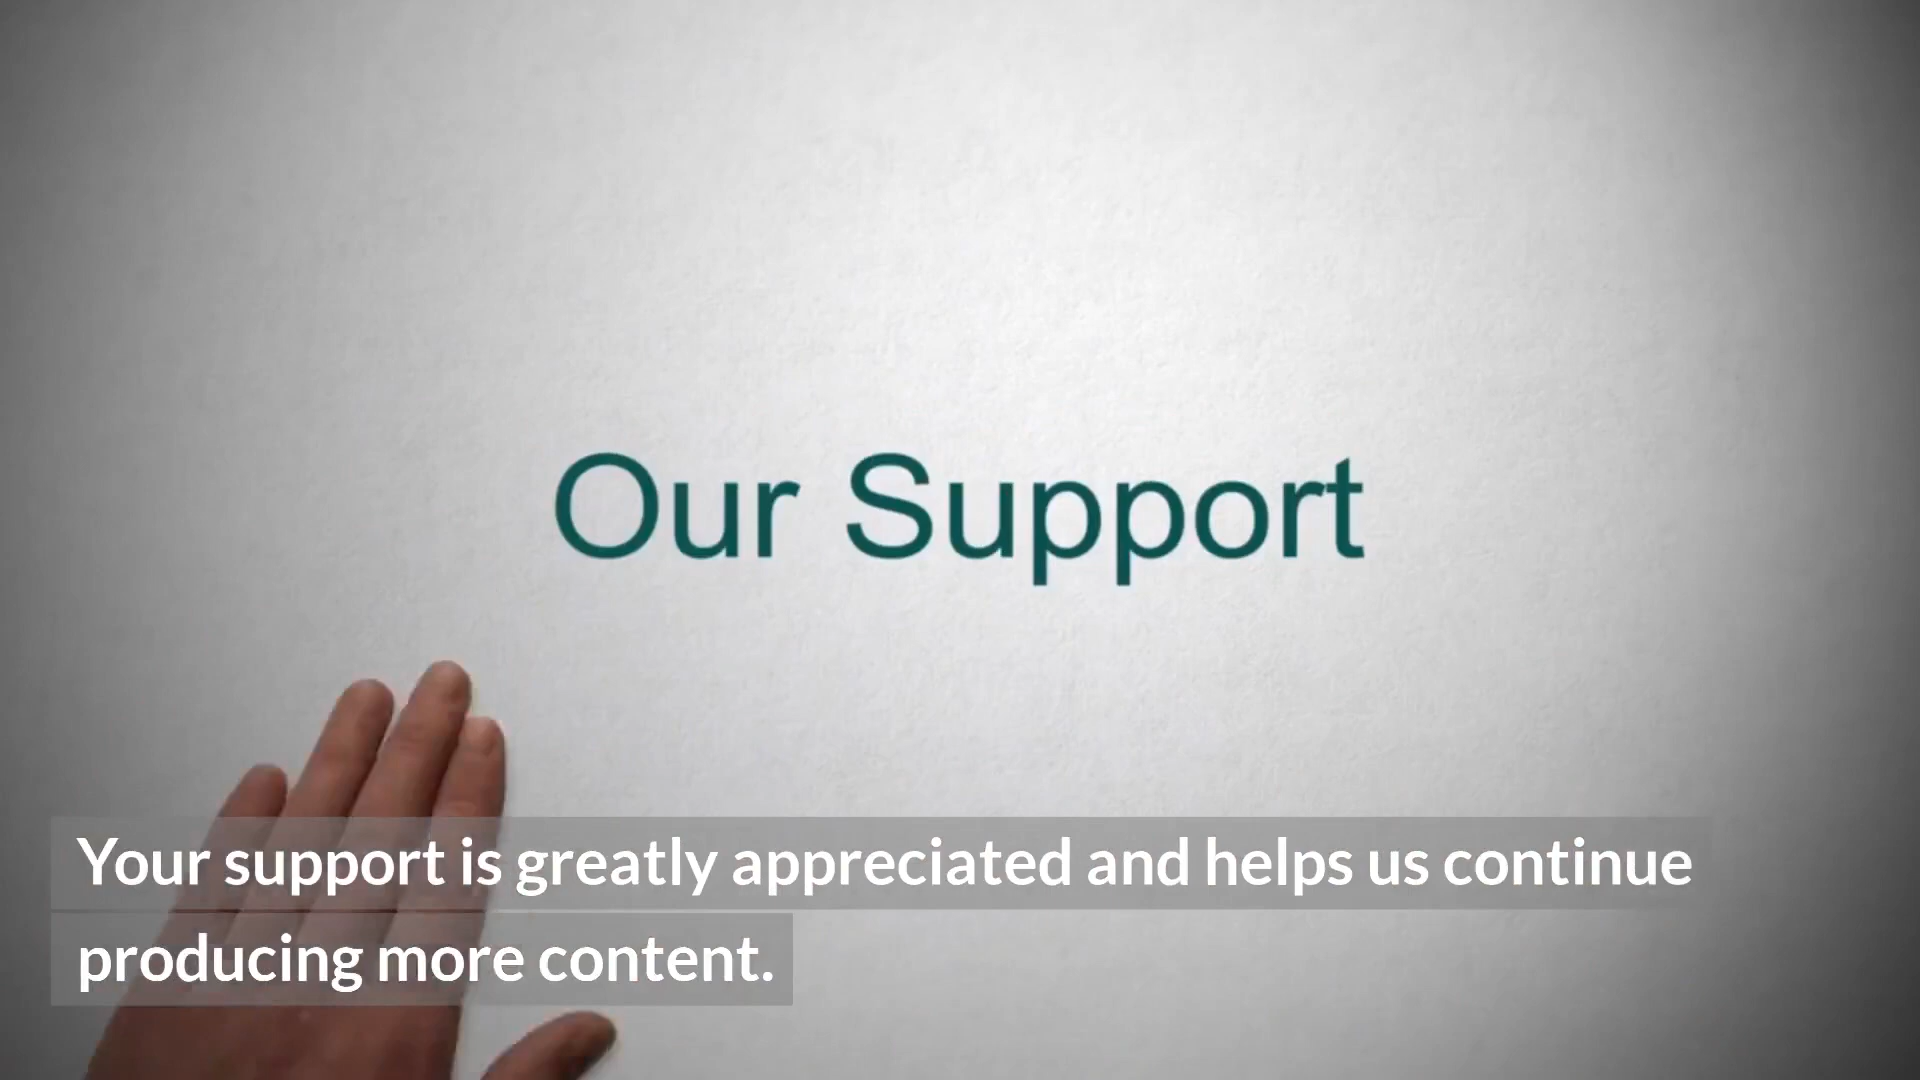 Our Support
Your support is greatly appreciated and helps us continue
producing more content.